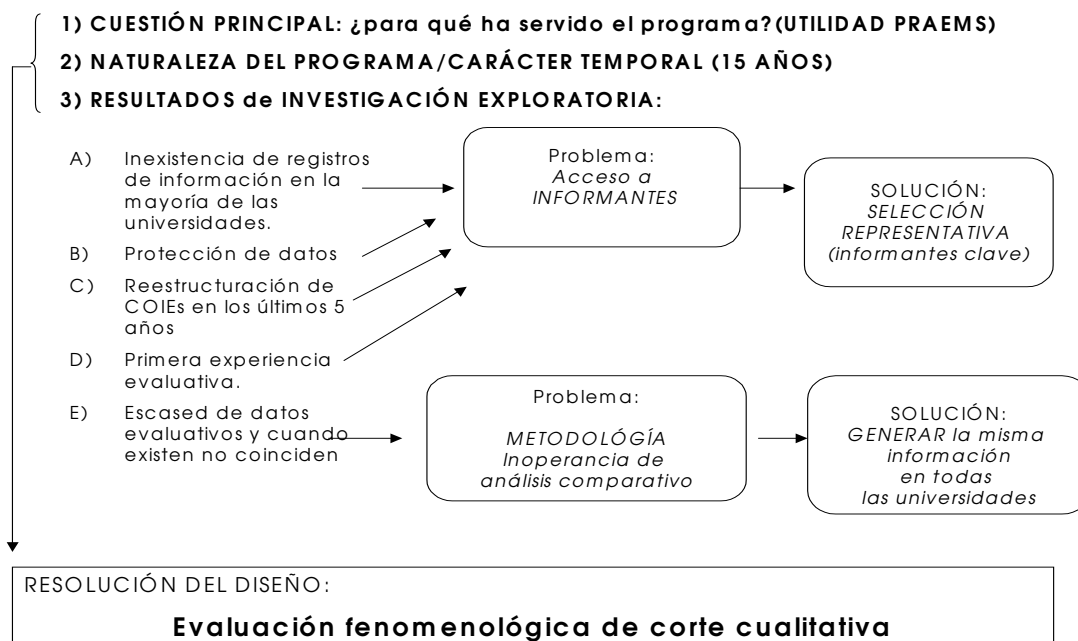 1) CUESTIÓN PRINCIPAL: ¿para qué ha servido el programa?(UTILIDAD PRAEMS)
2) NATURALEZA DEL PROGRAMA/CARÁCTER TEMPORAL (15 AÑOS)
3) RESULTADOS de INVESTIGACIÓN EXPLORATORIA:
A) Inexistencia de registros
de información en la
mayoría de las
universidades.
B) Protección de datos
C) Reestructuración de
COIEs en los últimos 5
años
D) Primera experiencia
evaluativa.
E) Escased de datos
evaluativos y cuando
existen no coinciden
Problema:
Acceso a
INFORMANTES
SOLUCIÓN:
SELECCIÓN
REPRESENTATIVA
(informantes clave)
Problema:
METODOLÓGÍA
Inoperancia de
análisis comparativo
SOLUCIÓN:
GENERAR la misma
información
en todas
las universidades
RESOLUCIÓN DEL DISEÑO:
Evaluación fenomenológica de corte cualitativa